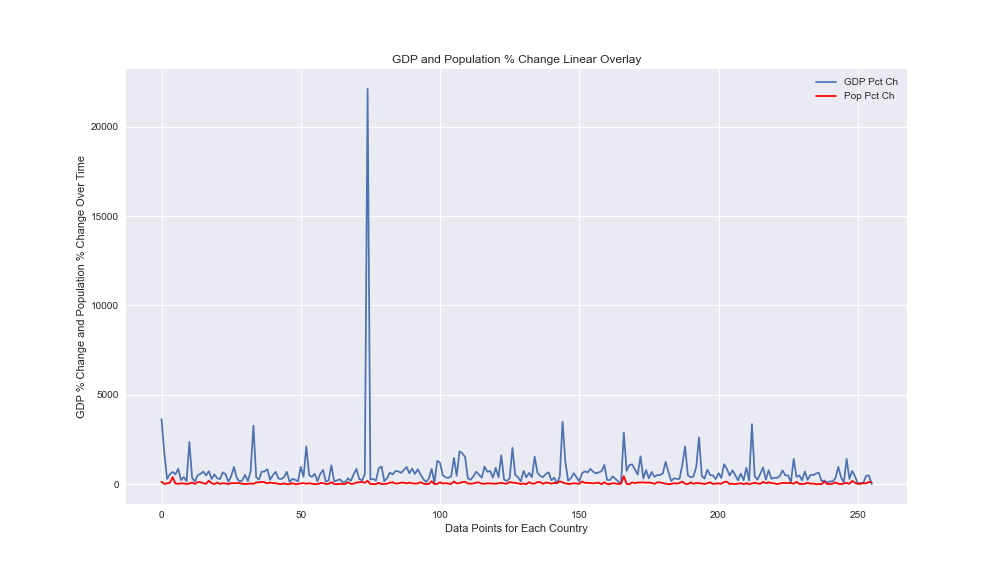 GDP and Population % Change Linear Overlay
GDP Pct Ch
Pop Pct Ch
GDP % Change and Population % Change Over Time
20000
15000
10000
5000
0
0
50
100
150
200
250
Data Points for Each Country